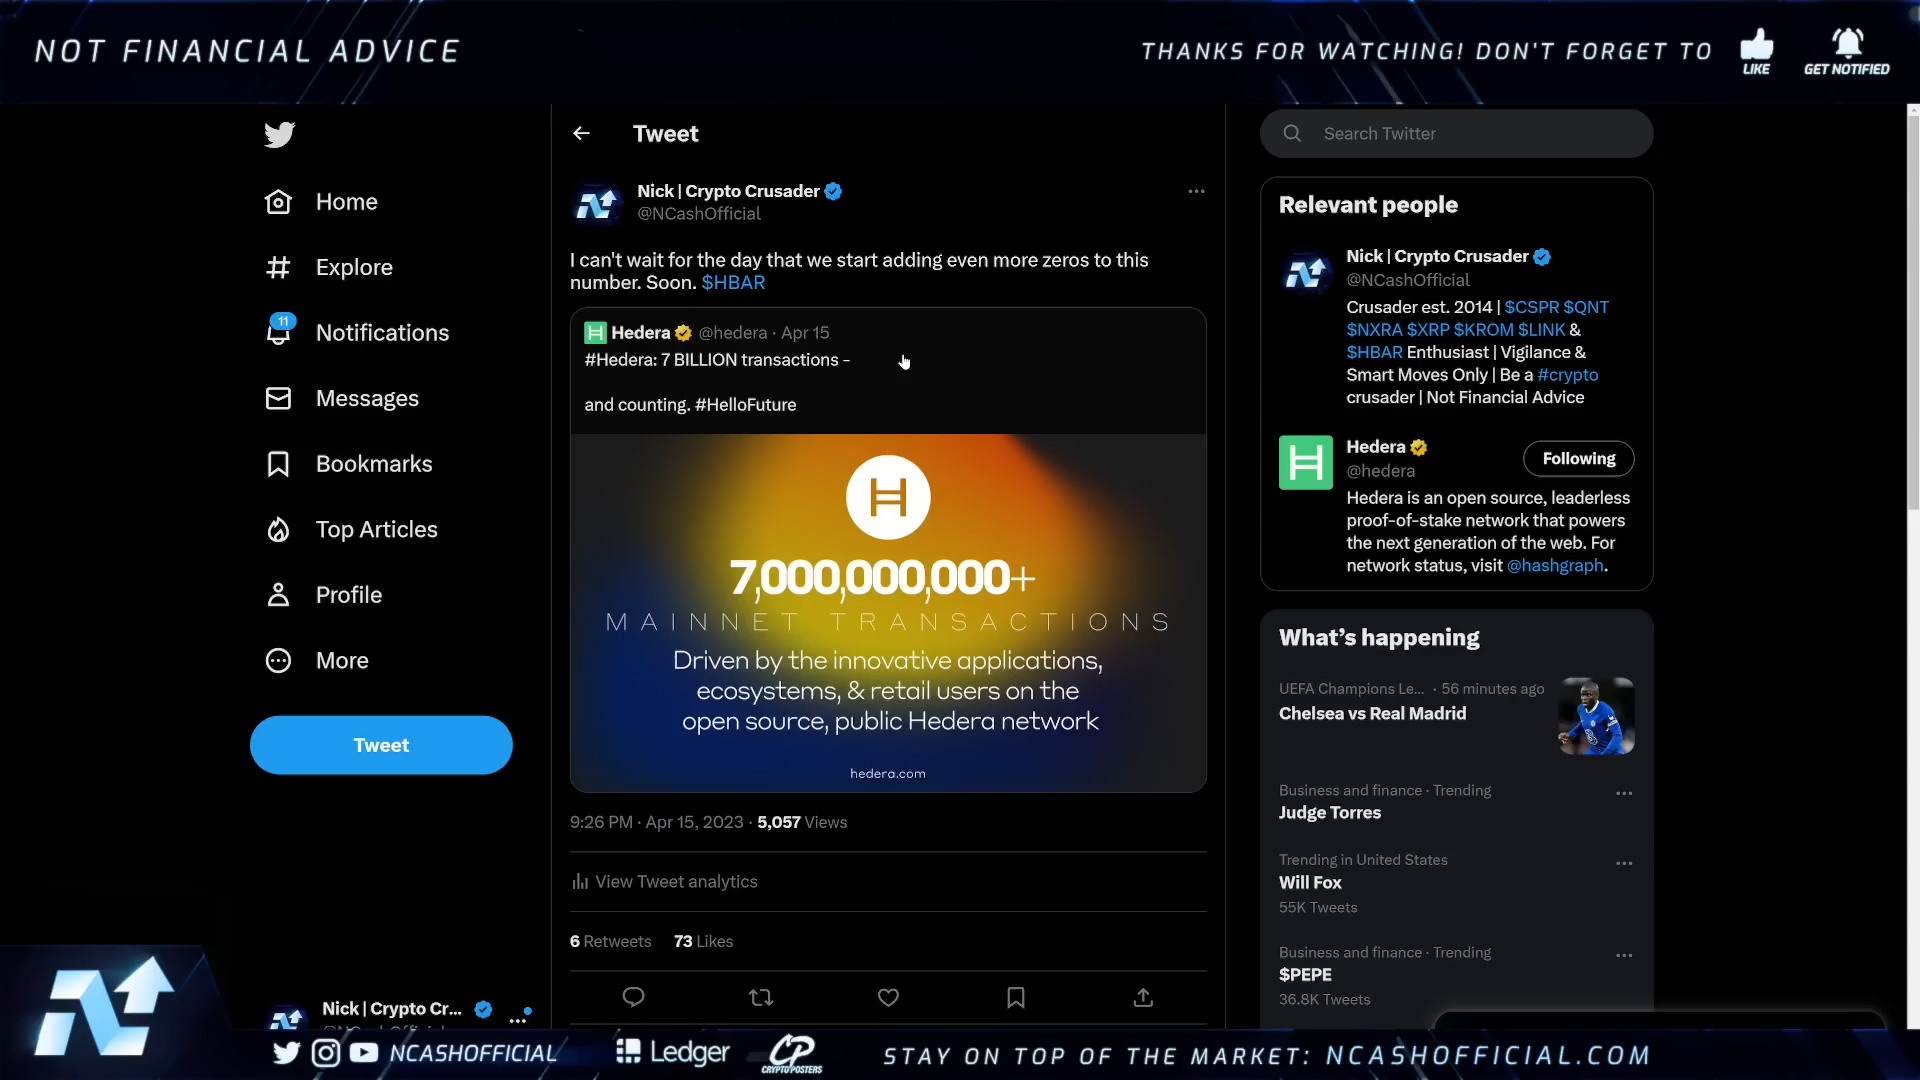 NOT FINANCIAL ADVICE
THANKS FOR WATCHING! DON'T FORGET TO
LIKE
GET NOTIFIED
Home
Explore
11
Notifications
Messages
Bookmarks
Top Articles
Profile
More
Tweet
Nick | Crypto Cr...
Tweet
Nick | Crypto Crusader
@NCashOfficial
I can't wait for the day that we start adding even more zeros to this
number. Soon. $HBAR
Hedera @hedera · Apr 15
#Hedera: 7 BILLION transactions –
and counting. #HelloFuture
H
7,000,000,000+
MAINNET TRANSACTIONS
Driven by the innovative applications,
ecosystems, & retail users on the
open source, public Hedera network
hedera.com
9:26 PM · Apr 15, 2023 · 5,057 Views
View Tweet analytics
6 Retweets 73 Likes
Search Twitter
Relevant people
Nick | Crypto Crusader
@NCashOfficial
Crusader est. 2014 | $CSPR $QNT
$NXRA $XRP $KROM $LINK &
$HBAR Enthusiast | Vigilance &
Smart Moves Only | Be a #crypto
crusader | Not Financial Advice
Hedera
@hedera
Following
Hedera is an open source, leaderless
proof-of-stake network that powers
the next generation of the web. For
network status, visit @hashgraph.
What's happening
UEFA Champions Le... · 56 minutes ago
Chelsea vs Real Madrid
Business and finance · Trending
Judge Torres
Trending in United States
Will Fox
55K Tweets
Business and finance · Trending
$PEPE
36.8K Tweets
NCASHOFFICIAL
Ledger
CP
CRYPTOPOSTERS
STAY ON TOP OF THE MARKET: NCASHOFFICIAL.COM